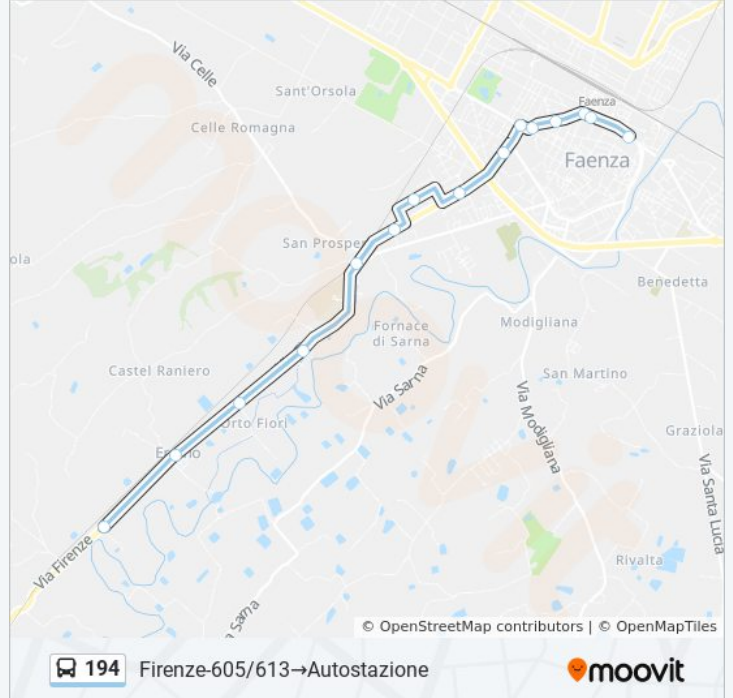 Via Celle
Sant'Orsola
Celle Romagna
Faenza
Faenza
San Prosper
ola
Benedetta
Fornace
di Sarna
Modigliana
Castel Raniero
San Martino
Via Sarna
Via Modigliana
Orto Fiori
Graziola
Via Santa Lucia
Via Firenze
Rivalta
a Sarna
© OpenStreetMap contributors | © OpenMapTiles
194 Firenze-605/613→Autostazione
moovit